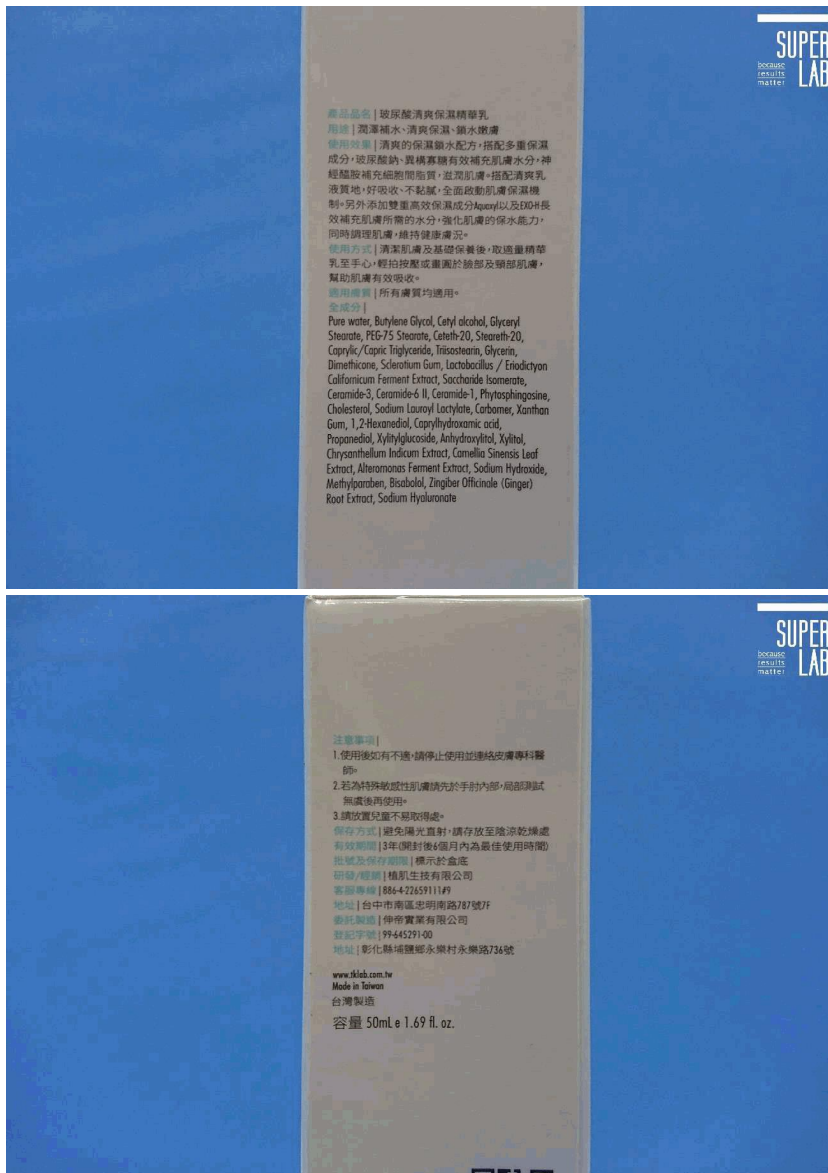 SUPER
LAB
because
results
matter
產品品名 | 玻尿酸清爽保濕精華乳
用途 | 潤澤補水、清爽保濕、鎖水嫩膚
使用效果 | 清爽的保濕鎖水配方，搭配多重保濕
成分，玻尿酸鈉、異構寡糖有效補充肌膚水分，神
經醯胺補充細胞間脂質，滋潤肌膚。搭配清爽乳
液質地，好吸收、不黏膩，全面啟動肌膚保濕機
制。另外添加雙重高效保濕成分Aquaxyl以及EXO-H長
效補充肌膚所需的水分，強化肌膚的保水能力，
同時調理肌膚，維持健康膚況。
使用方式 | 清潔肌膚及基礎保養後，取適量精華
乳至手心，輕拍按壓或畫圓於臉部及頸部肌膚，
幫助肌膚有效吸收。
適用膚質 | 所有膚質均適用。
全成分 |
Pure water, Butylene Glycol, Cetyl alcohol, Glyceryl
Stearate, PEG-75 Stearate, Ceteth-20, Steareth-20,
Caprylic/Capric Triglyceride, Triisostearin, Glycerin,
Dimethicone, Sclerotium Gum, Lactobacillus / Eriodictyon
Californicum Ferment Extract, Saccharide Isomerate,
Ceramide-3, Ceramide-6 II, Ceramide-1, Phytosphingosine,
Cholesterol, Sodium Lauroyl Lactylate, Carbomer, Xanthan
Gum, 1,2-Hexanediol, Caprylhydroxamic acid,
Propanediol, Xylitylglucoside, Anhydroxylitol, Xylitol,
Chrysanthellum Indicum Extract, Camellia Sinensis Leaf
Extract, Alteromonas Ferment Extract, Sodium Hydroxide,
Methylparaben, Bisabolol, Zingiber Officinale (Ginger)
Root Extract, Sodium Hyaluronate
SUPER
LAB
because
results
matter
注意事項 |
1.使用後如有不適，請停止使用並連絡皮膚專科醫
師。
2.若為特殊敏感性肌膚請先於手肘內部，局部測試
無虞後再使用。
3.請放置兒童不易取得處。
保存方式 | 避免陽光直射，請存放至陰涼乾燥處
有效期間 | 3年(開封後6個月內為最佳使用時間)
批號及保存期限 | 標示於盒底
研發/經銷 | 植肌生技有限公司
客服專線 | 886-4-22659111#9
地址 | 台中市南區忠明南路787號7F
委託製造 | 伸帝實業有限公司
登記字號 | 99-645291-00
地址 | 彰化縣埔鹽鄉永樂村永樂路736號
www.tklab.com.tw
Made in Taiwan
台灣製造
容量 50mL e 1.69 fl. oz.